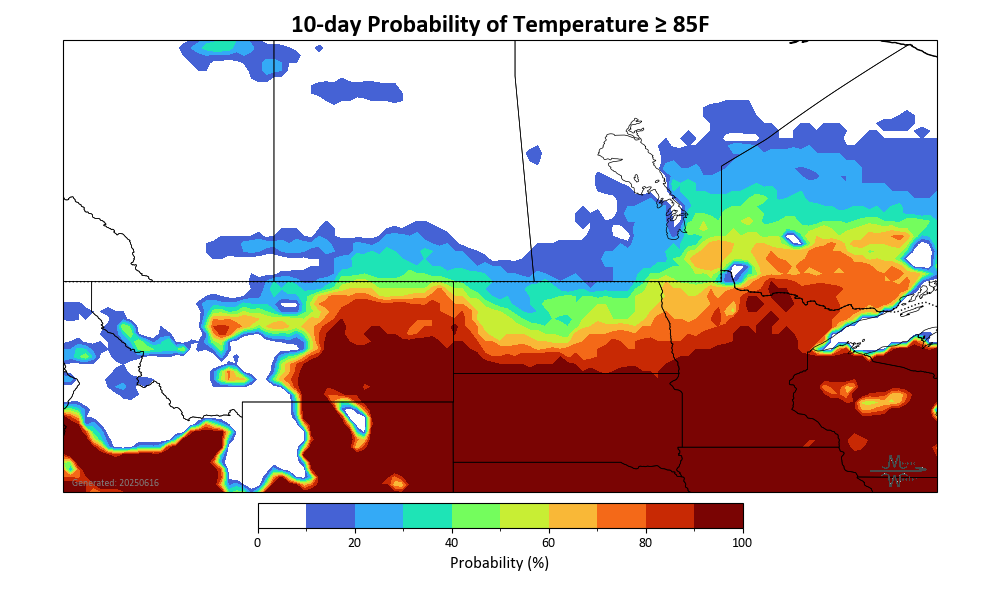 10-day Probability of Temperature ≥ 85F
Generated: 20250616
0 20 40 60 80 100
Probability (%)